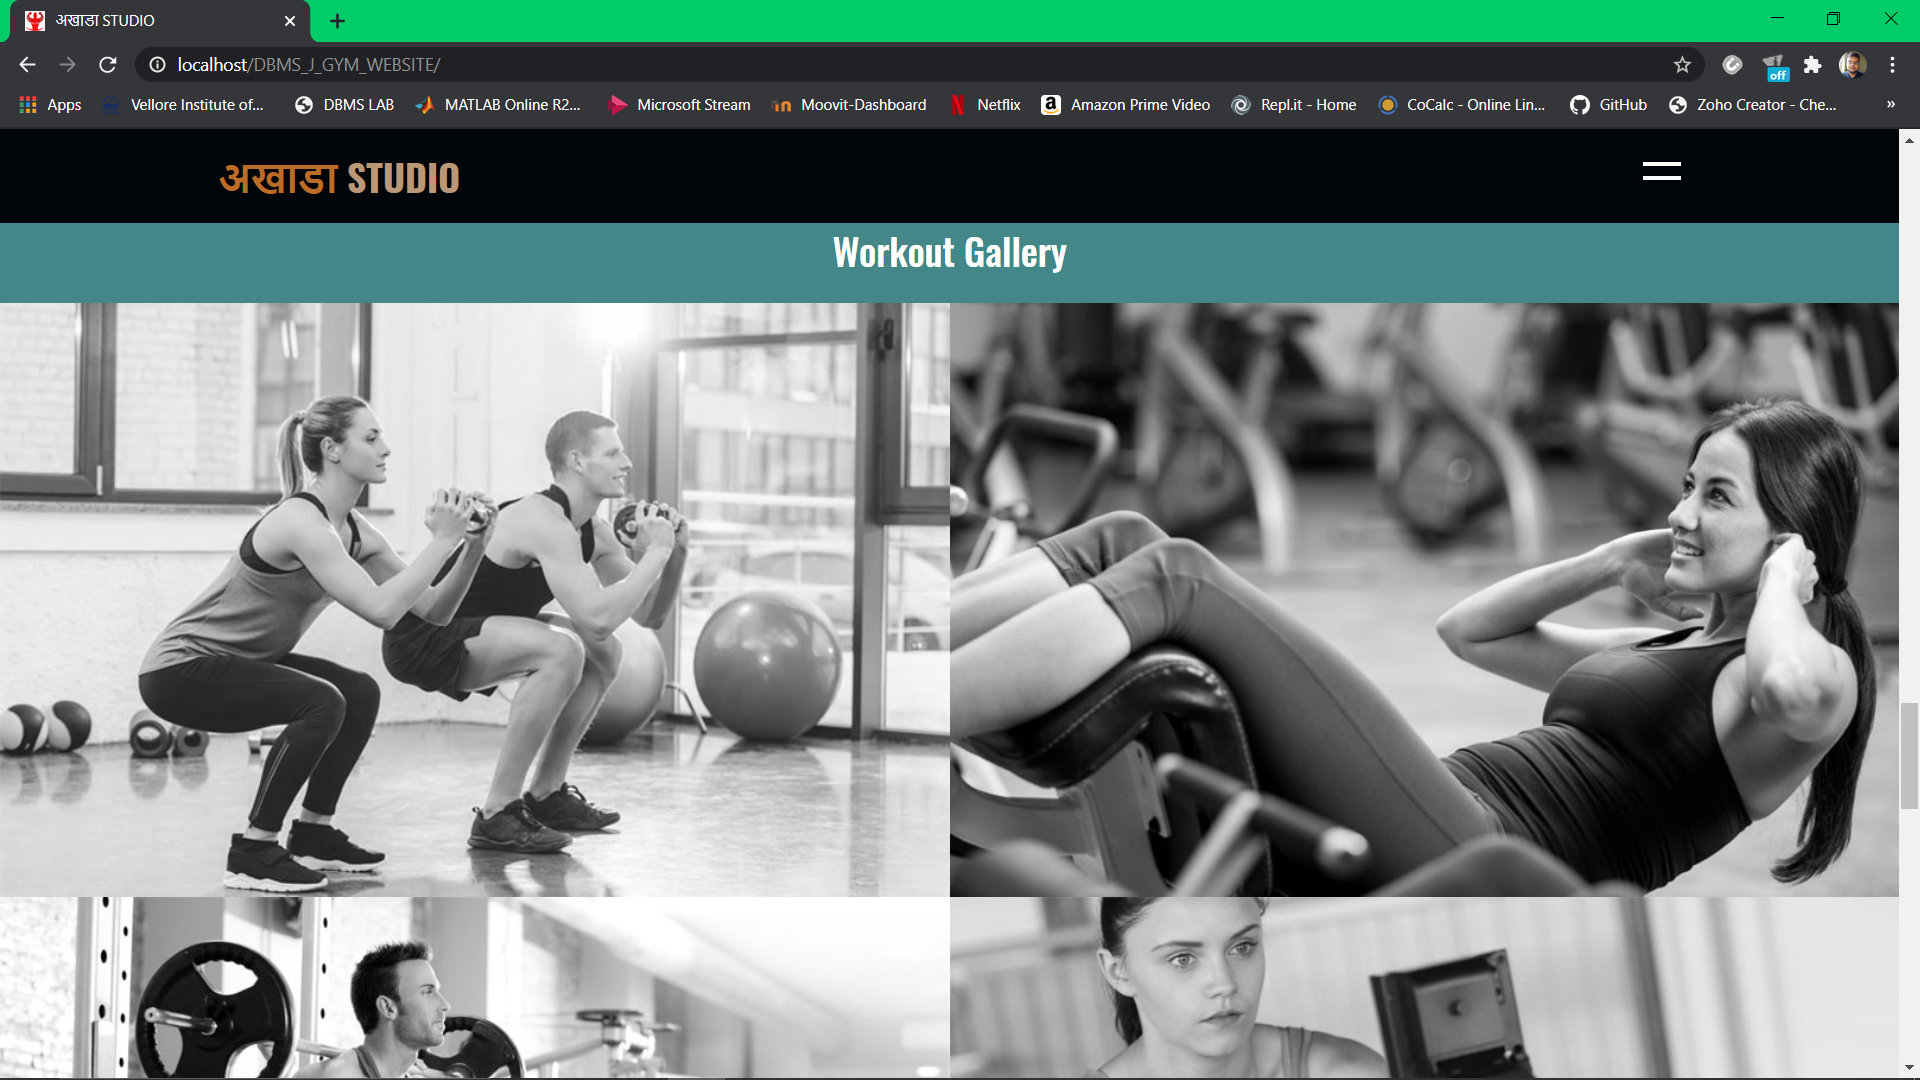 अखाडा STUDIO
localhost/DBMS_J_GYM_WEBSITE/
off
Apps
Vellore Institute of...
DBMS LAB
MATLAB Online R2...
Microsoft Stream
Moovit-Dashboard
Netflix
Amazon Prime Video
Repl.it - Home
CoCalc - Online Lin...
GitHub
Zoho Creator - Che...
»
अखाडा STUDIO
Workout Gallery